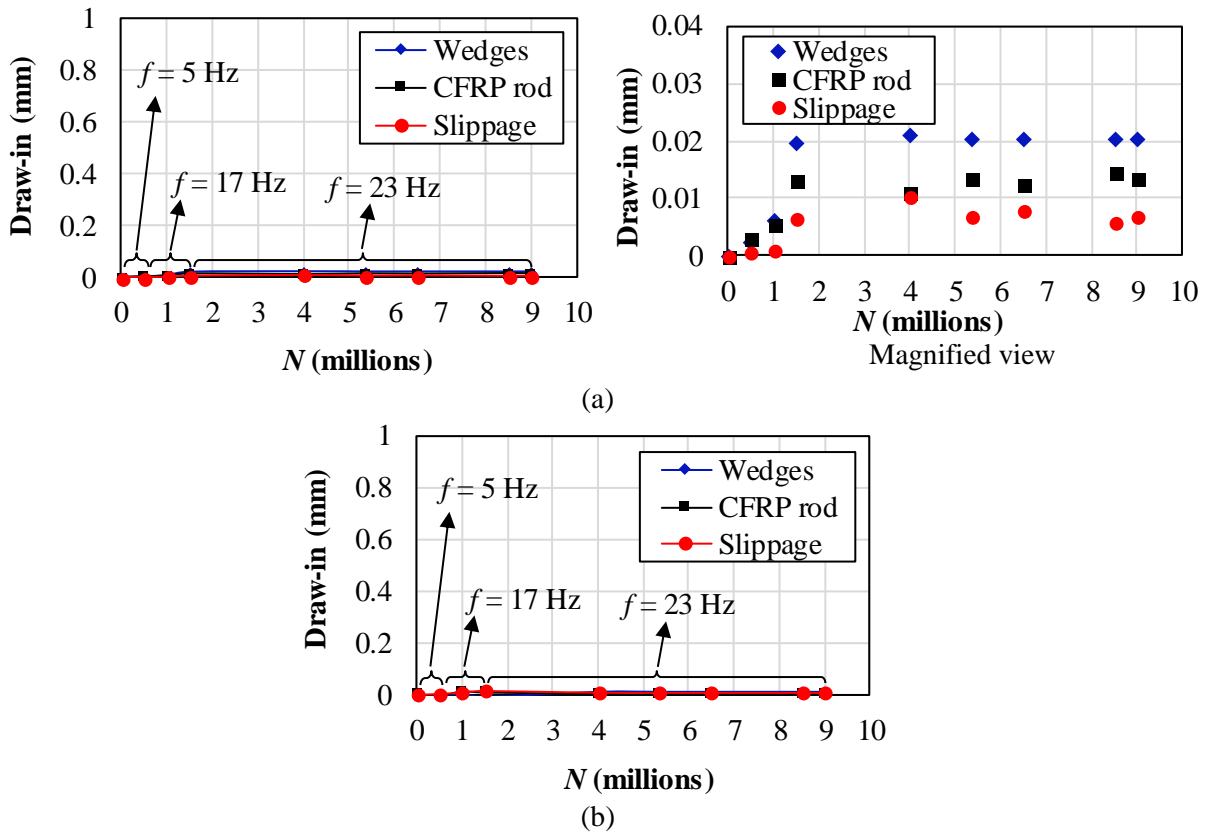 Draw-in (mm)
1
0.8
0.6
0.4
0.2
0
f = 5 Hz
f = 17 Hz
f = 23 Hz
Wedges
CFRP rod
Slippage
0 1 2 3 4 5 6 7 8 9 10
N (millions)
Draw-in (mm)
0.04
0.03
0.02
0.01
0
Wedges
CFRP rod
Slippage
0 1 2 3 4 5 6 7 8 9 10
N (millions)
Magnified view
(a)
Draw-in (mm)
1
0.8
0.6
0.4
0.2
0
f = 5 Hz
f = 17 Hz
f = 23 Hz
Wedges
CFRP rod
Slippage
0 1 2 3 4 5 6 7 8 9 10
N (millions)
(b)